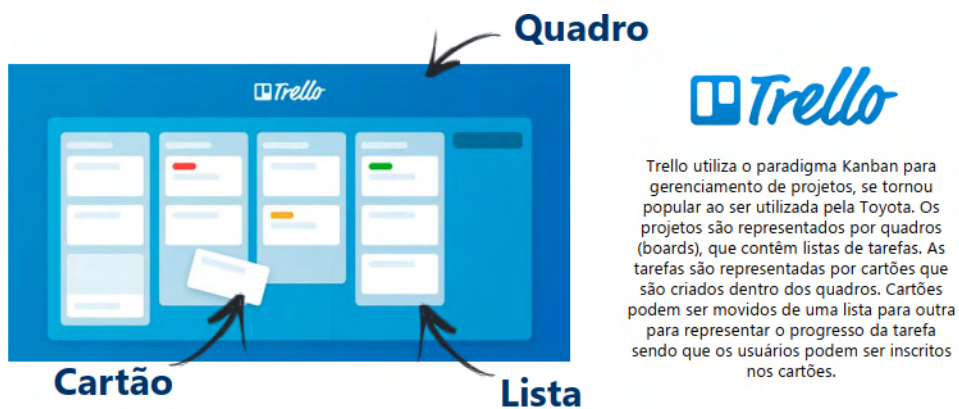 Quadro
Trello
Cartão
Lista
Trello
Trello utiliza o paradigma Kanban para
gerenciamento de projetos, se tornou
popular ao ser utilizada pela Toyota. Os
projetos são representados por quadros
(boards), que contêm listas de tarefas. As
tarefas são representadas por cartões que
são criados dentro dos quadros. Cartões
podem ser movidos de uma lista para outra
para representar o progresso da tarefa
sendo que os usuários podem ser inscritos
nos cartões.